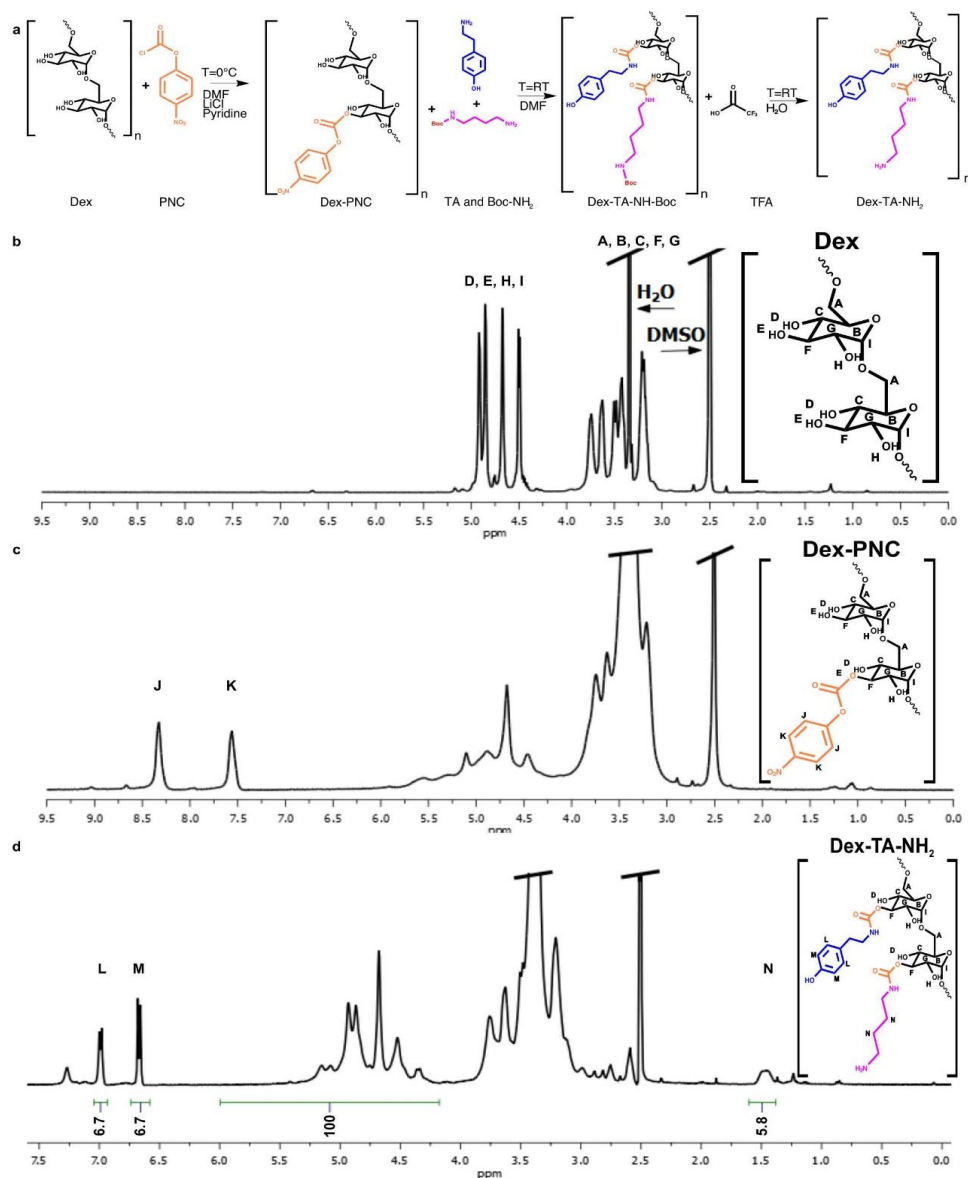 a
T=0°C
DMF
LiCl
Pyridine
T=RT
DMF
T=RT
H₂O
Dex
PNC
Dex-PNC
TA and Boc-NH₂
Dex-TA-NH-Boc
TFA
Dex-TA-NH₂
b
D, E, H, I
A, B, C, F, G
H₂O
DMSO
Dex
9.5 9.0 8.5 8.0 7.5 7.0 6.5 6.0 5.5 5.0 4.5 4.0 3.5 3.0 2.5 2.0 1.5 1.0 0.5 0.0
ppm
c
J
K
Dex-PNC
9.5 9.0 8.5 8.0 7.5 7.0 6.5 6.0 5.5 5.0 4.5 4.0 3.5 3.0 2.5 2.0 1.5 1.0 0.5 0.0
ppm
d
L
M
N
Dex-TA-NH₂
6.7
6.7
100
5.8
7.5 7.0 6.5 6.0 5.5 5.0 4.5 4.0 3.5 3.0 2.5 2.0 1.5 1.0 0.5 0.0
ppm